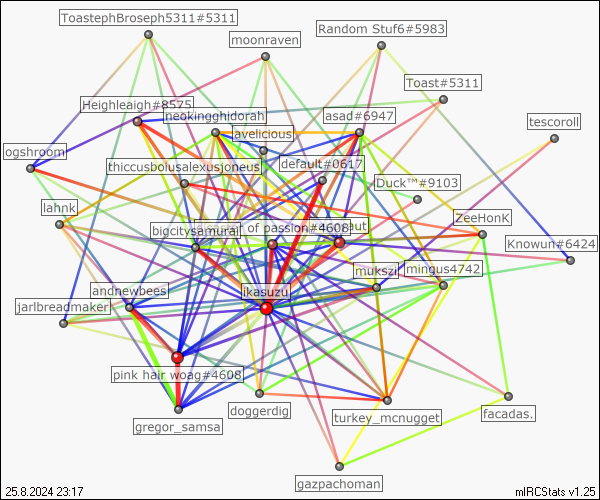 ToastephBroseph5311#5311
Random Stuf6#5983
moonraven
Toast#5311
Heighleaigh#8575
neokingghidorah
asad#6947
tescoroll
avelicious
ogshroom
thiccusbolusalexusjoneus
default#0617
Duck™#9103
lahnk
ZeeHonK
bigcitysamurai
of passion#4608
Knowun#6424
mukszi
mingus4742
andnewbees
ikasuzu
jarlbreadmaker
pink hair woag#4608
doggerdig
turkey_mcnugget
facadas.
gregor_samsa
gazpachoman
25.8.2024 23:17
mIRCStats v1.25